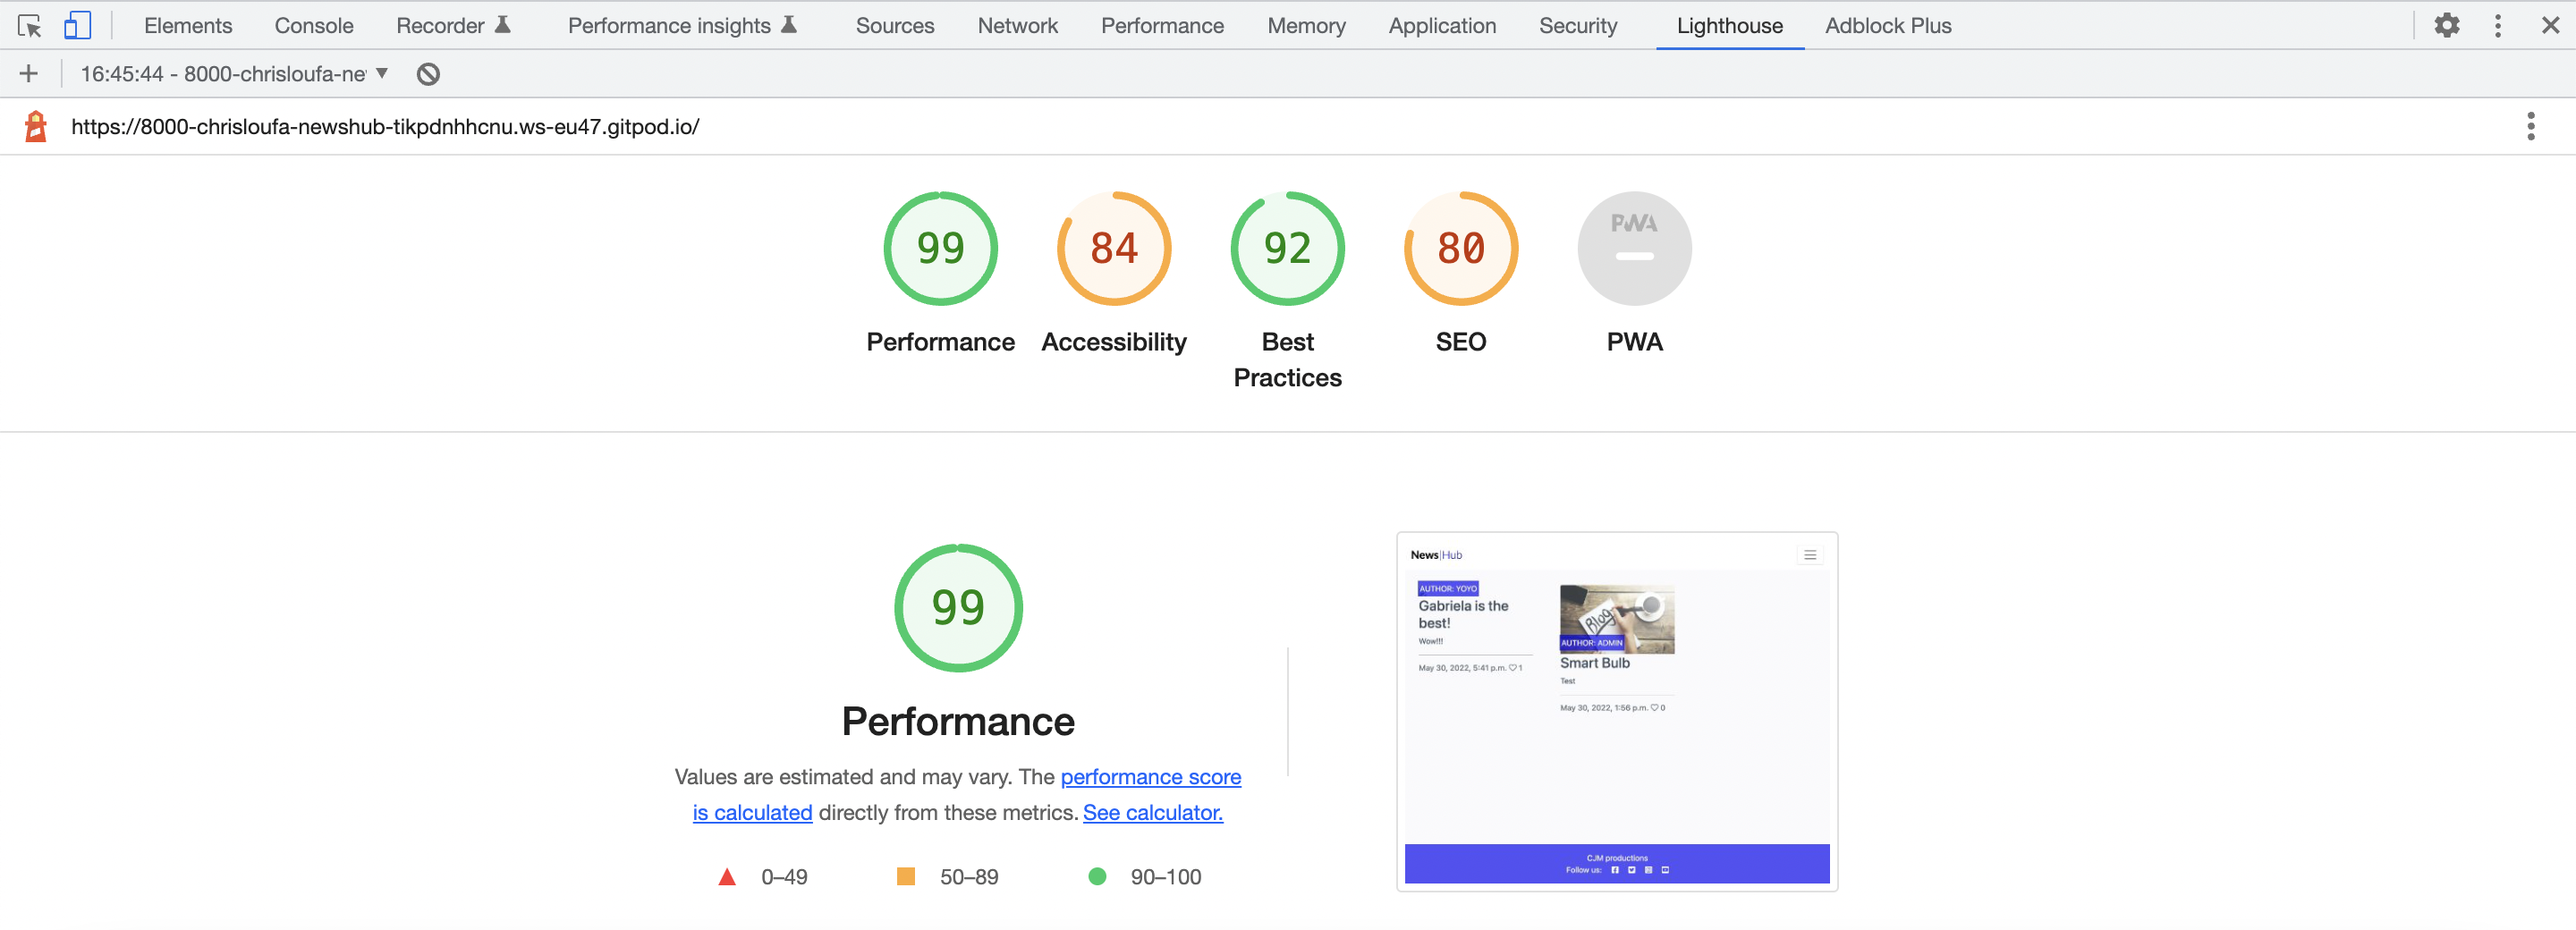 Elements Console Recorder Performance insights Sources Network Performance Memory Application Security Lighthouse Adblock Plus
16:45:44 - 8000-chrisloufa-ne
https://8000-chrisloufa-newshub-tikpdnhhcnu.ws-eu47.gitpod.io/
99 84 92 80 PWA
Performance Accessibility Best SEO PWA
Practices
99
Performance
Values are estimated and may vary. The performance score
is calculated directly from these metrics. See calculator.
0–49 50–89 90–100
News|Hub
AUTHOR: YOYO
Gabriela is the
best!
Wow!!!
May 30, 2022, 5:41 p.m. 1
Blog
AUTHOR: ADMIN
Smart Bulb
Test
May 30, 2022, 1:56 p.m. 0
CJM productions
Follow us: